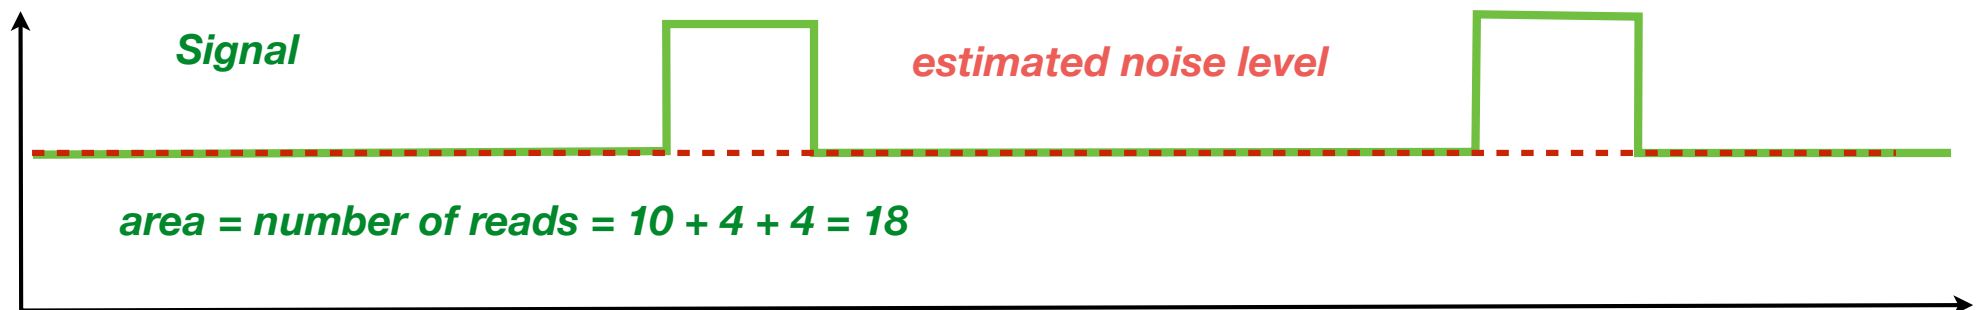 Signal
estimated noise level
area = number of reads = 10 + 4 + 4 = 18